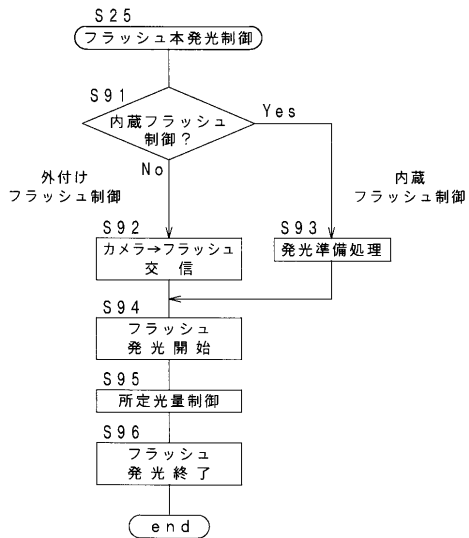 S25
フラッシュ本発光制御
S91
内蔵フラッシュ
制御？
Yes
No
外付け
フラッシュ制御
内蔵
フラッシュ制御
S92
カメラ→フラッシュ
交信
S93
発光準備処理
S94
フラッシュ
発光開始
S95
所定光量制御
S96
フラッシュ
発光終了
end